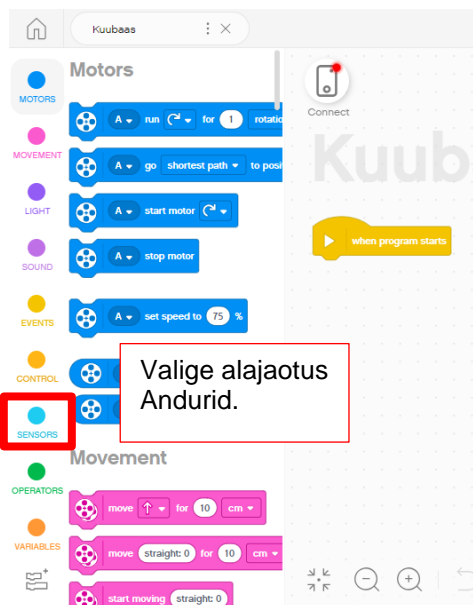 Kuubaas
MOTORS
MOVEMENT
LIGHT
SOUND
EVENTS
CONTROL
SENSORS
OPERATORS
VARIABLES
Motors
A run for 1
A go shortest path to
A start motor
A stop motor
A set speed to 75 %
Valige alajaotus
Andurid.
Movement
move for 10 cm
move straight: 0 for 10 cm
start moving straight: 0
Connect
Kuub
when program starts